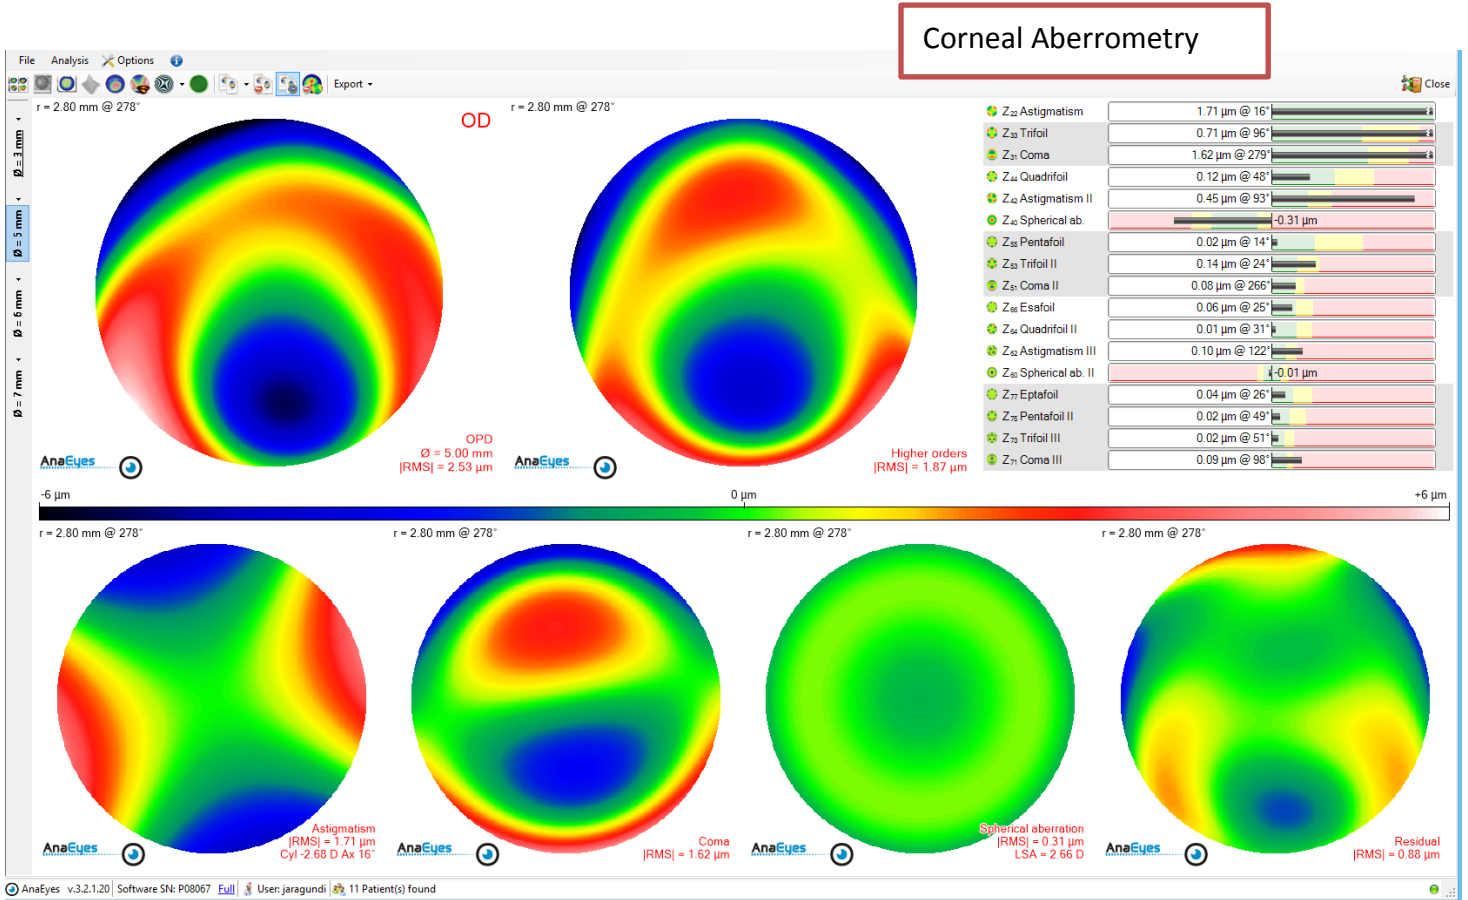 Corneal Aberrometry
File Analysis Options
Export
Close
r = 2.80 mm @ 278°
r = 2.80 mm @ 278°
OD
Ø = 3 mm
Ø = 5 mm
Ø = 6 mm
Ø = 7 mm
Z22 Astigmatism 1.71 µm @ 16°
Z33 Trifoil 0.71 µm @ 96°
Z31 Coma 1.62 µm @ 279°
Z44 Quadrifoil 0.12 µm @ 48°
Z42 Astigmatism II 0.45 µm @ 93°
Z40 Spherical ab. -0.31 µm
Z55 Pentafoil 0.02 µm @ 14°
Z53 Trifoil II 0.14 µm @ 24°
Z51 Coma II 0.08 µm @ 266°
Z66 Esafoil 0.06 µm @ 25°
Z64 Quadrifoil II 0.01 µm @ 31°
Z62 Astigmatism III 0.10 µm @ 122°
Z60 Spherical ab. II -0.01 µm
Z77 Eptafoil 0.04 µm @ 26°
Z75 Pentafoil II 0.02 µm @ 49°
Z73 Trifoil III 0.02 µm @ 51°
Z71 Coma III 0.09 µm @ 98°
AnaEyes
OPD
Ø = 5.00 mm
|RMS| = 2.53 µm
AnaEyes
Higher orders
|RMS| = 1.87 µm
-6 µm 0 µm +6 µm
r = 2.80 mm @ 278°
r = 2.80 mm @ 278°
r = 2.80 mm @ 278°
r = 2.80 mm @ 278°
AnaEyes
Astigmatism
|RMS| = 1.71 µm
Cyl -2.68 D Ax 16°
AnaEyes
Coma
|RMS| = 1.62 µm
AnaEyes
Spherical aberration
|RMS| = 0.31 µm
LSA = 2.66 D
AnaEyes
Residual
|RMS| = 0.88 µm
AnaEyes v.3.2.1.20 Software SN: P08067 Full User: jaragundi 11 Patient(s) found